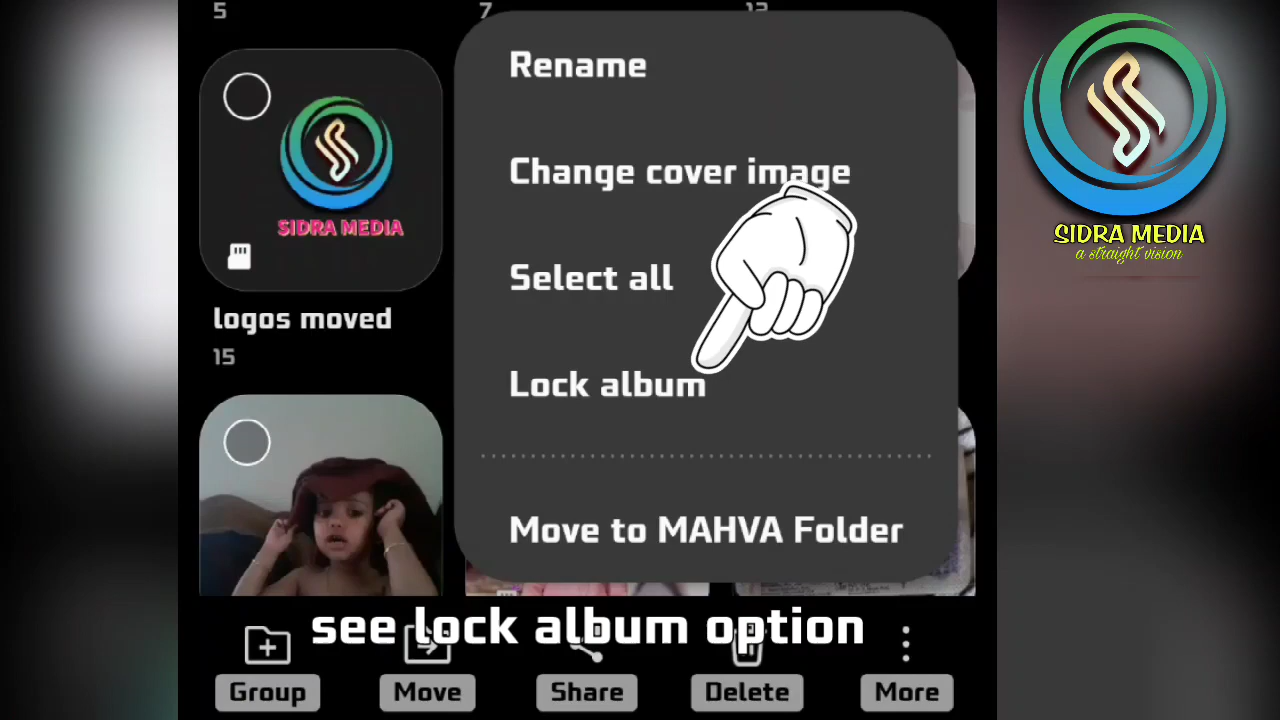 5
7
Rename
SIDRA MEDIA
Change cover image
SIDRA MEDIA
a straight vision
Select all
logos moved
15
Lock album
Move to MAHVA Folder
see lock album option
Group
Move
Share
Delete
More